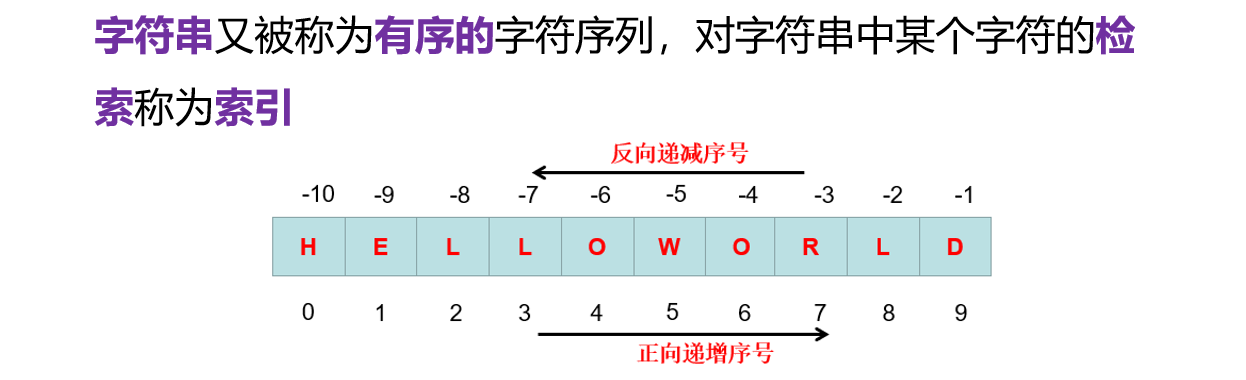 字符串又被称为有序的字符序列，对字符串中某个字符的检
索称为索引
反向递减序号
-10 -9 -8 -7 -6 -5 -4 -3 -2 -1
H E L L O W O R L D
0 1 2 3 4 5 6 7 8 9
正向递增序号